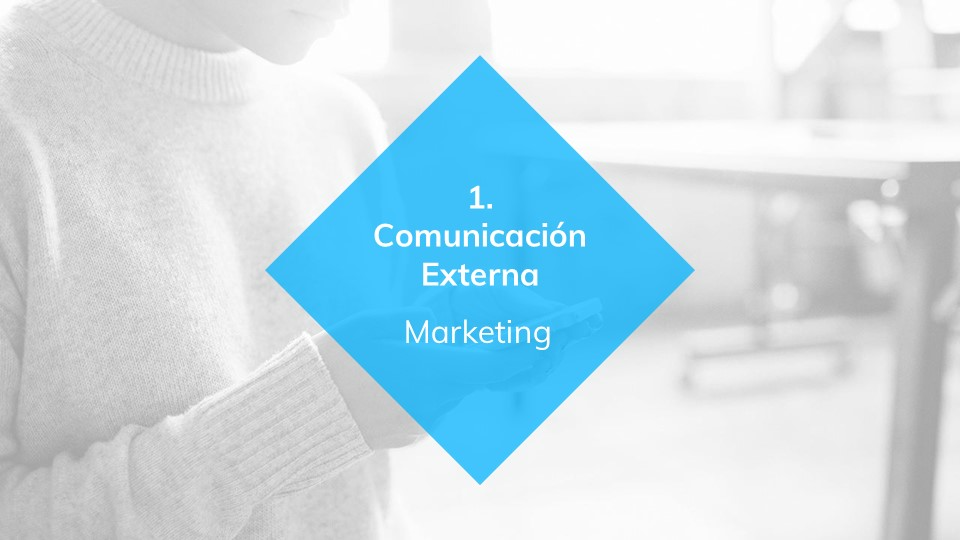 1.
Comunicación
Externa
Marketing